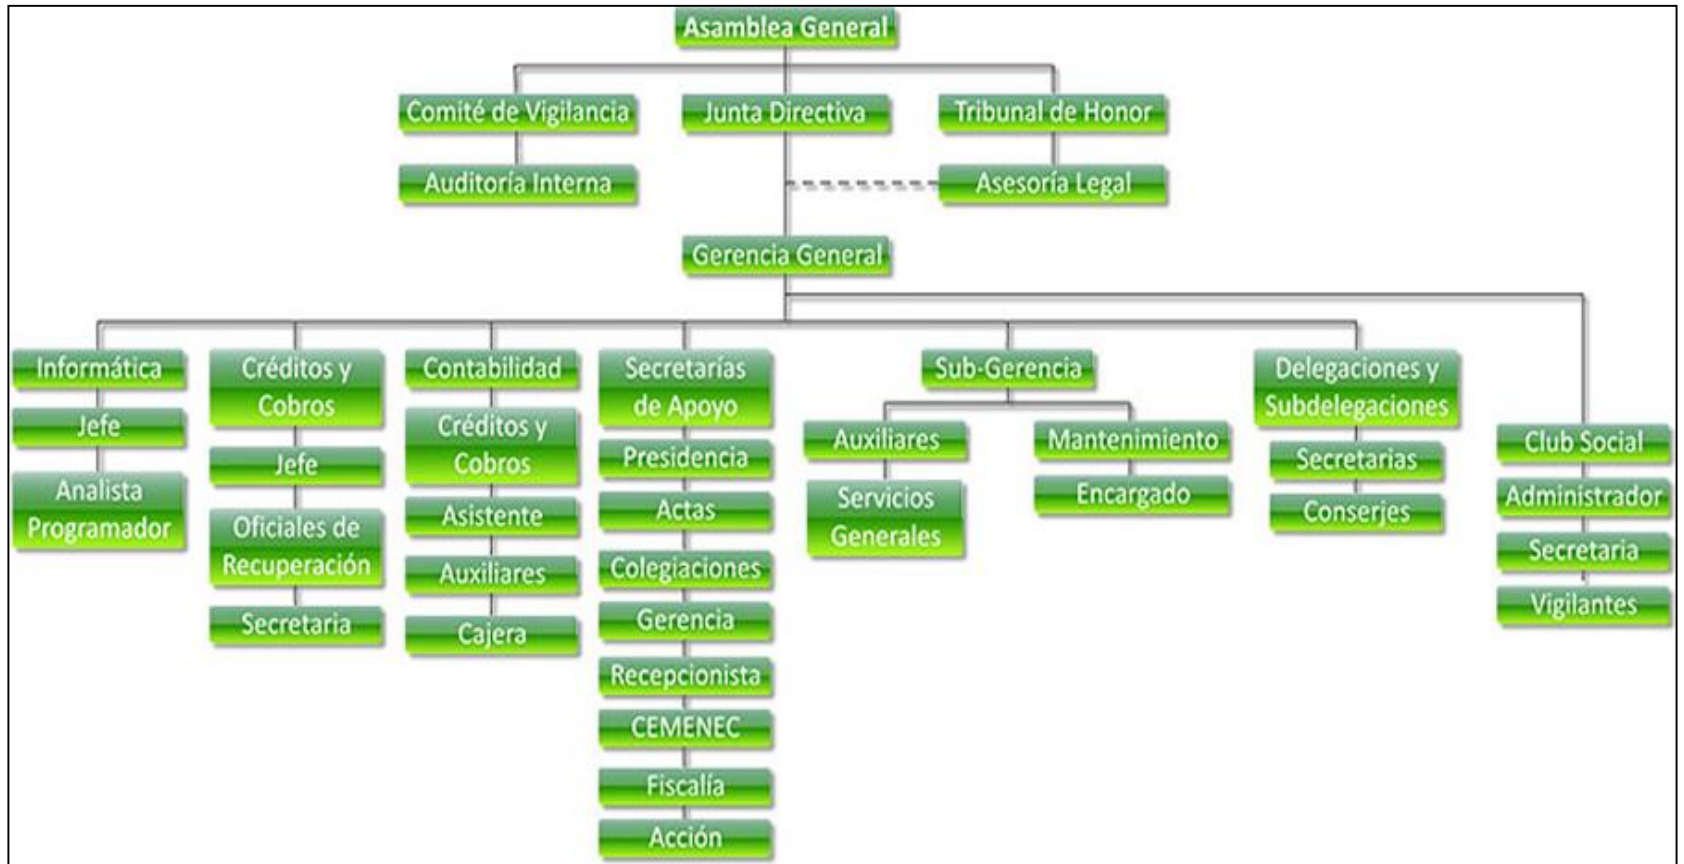 Asamblea General
Comité de Vigilancia
Junta Directiva
Tribunal de Honor
Auditoría Interna
Asesoría Legal
Gerencia General
Informática
Jefe
Analista
Programador
Créditos y
Cobros
Jefe
Oficiales de
Recuperación
Secretaria
Contabilidad
Créditos y
Cobros
Asistente
Auxiliares
Cajera
Secretarías
de Apoyo
Presidencia
Actas
Colegiaciones
Gerencia
Recepcionista
CEMENEC
Fiscalía
Acción
Sub-Gerencia
Auxiliares
Servicios
Generales
Mantenimiento
Encargado
Delegaciones y
Subdelegaciones
Secretarias
Conserjes
Club Social
Administrador
Secretaria
Vigilantes